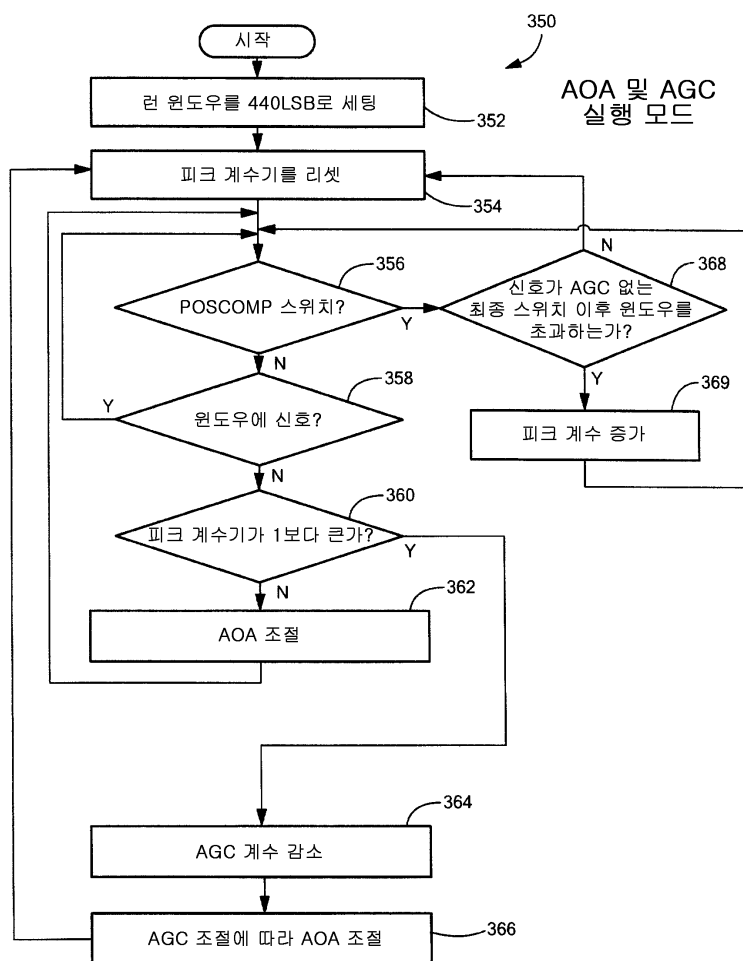 350
시작
AOA 및 AGC
실행 모드
런 윈도우를 440LSB로 세팅
352
피크 계수기를 리셋
354
356
POSCOMP 스위치?
Y
N
N
368
신호가 AGC 없는
최종 스위치 이후 윈도우를
초과하는가?
Y
369
피크 계수 증가
358
Y
윈도우에 신호?
N
360
피크 계수기가 1보다 큰가?
Y
N
362
AOA 조절
364
AGC 계수 감소
AGC 조절에 따라 AOA 조절
366